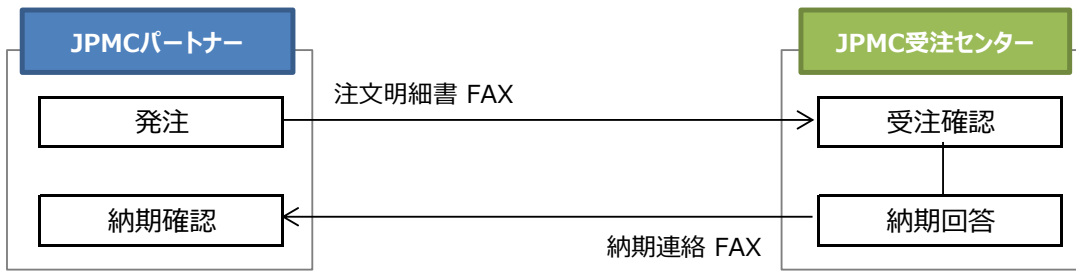 JPMCパートナー
JPMC受注センター
注文明細書 FAX
発注
受注確認
納期確認
納期回答
納期連絡 FAX